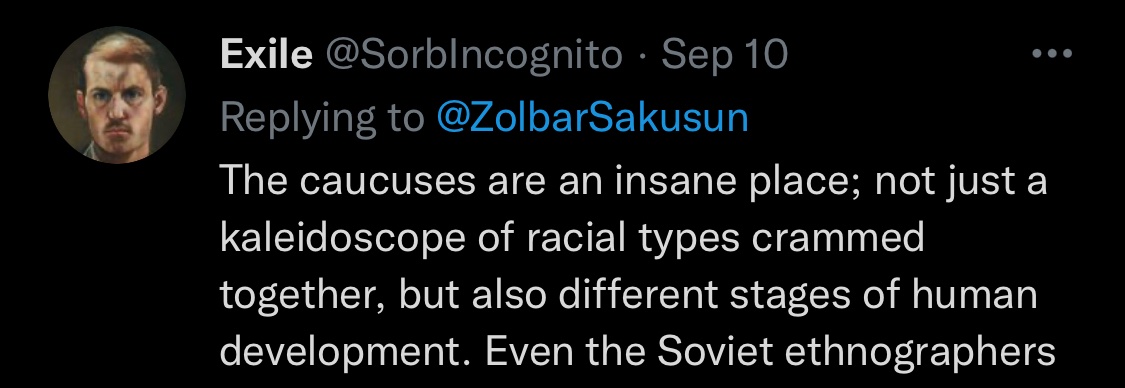 Exile @SorbIncognito · Sep 10
Replying to @ZolbarSakusun
The caucuses are an insane place; not just a
kaleidoscope of racial types crammed
together, but also different stages of human
development. Even the Soviet ethnographers